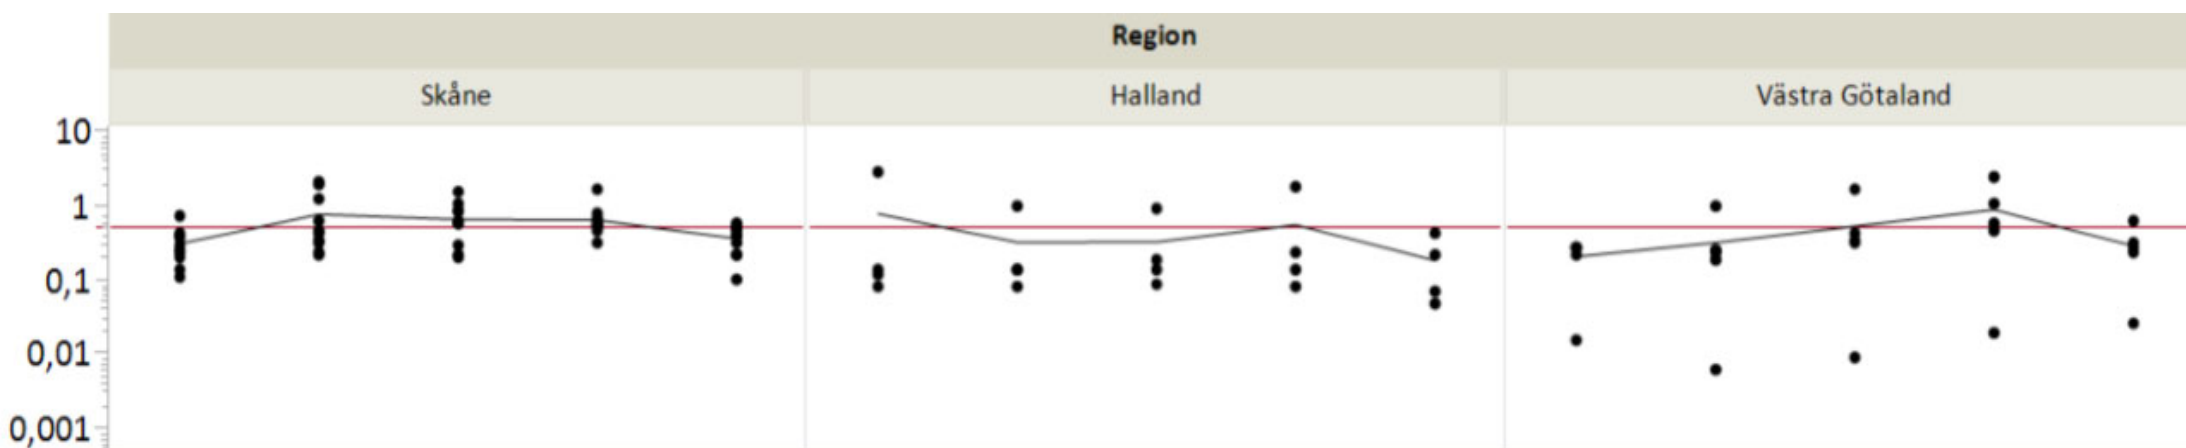 Region
Skåne Halland Västra Götaland
10
1
0,1
0,01
0,001